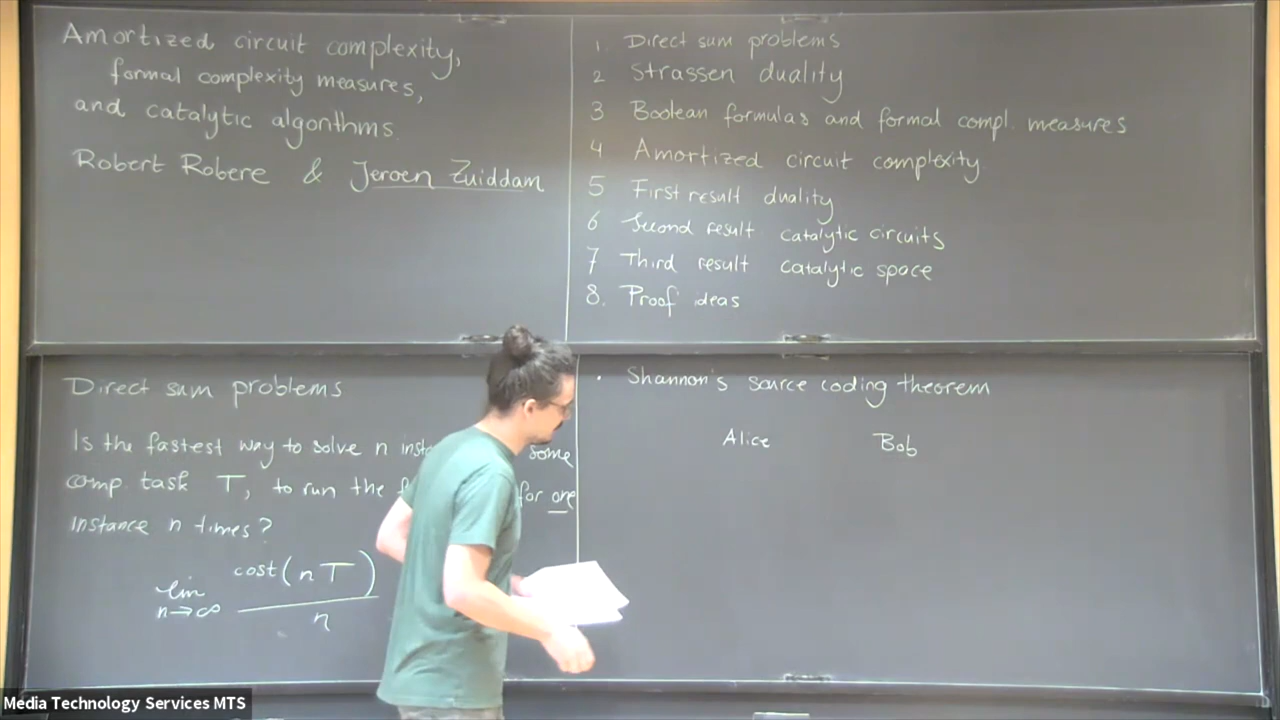 Amortized circuit complexity,
formal complexity measures,
and catalytic algorithms.
Robert Robere & Jeroen Zuiddam
1. Direct sum problems
2 Strassen duality
3 Boolean formulas and formal compl. measures
4 Amortized circuit complexity
5 First result duality
6 Second result catalytic circuits
7 Third result catalytic space
8. Proof ideas
Direct sum problems
Is the fastest way to solve n some
comp. task T, to run the for one
instance n times?
lim n→∞ cost(nT) / n
• Shannon's source coding theorem
Alice Bob
Media Technology Services MTS